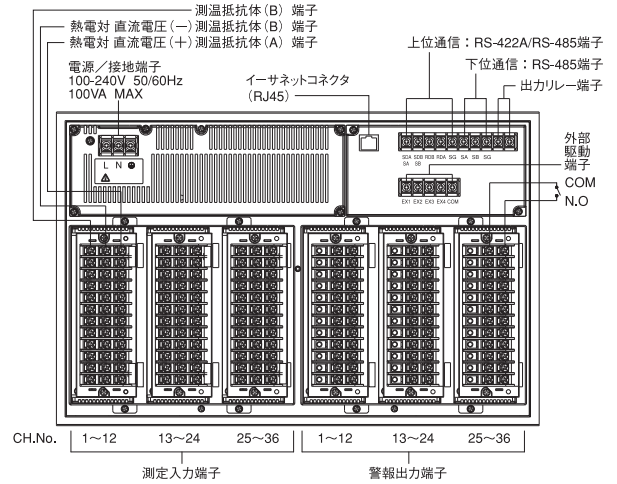 測温抵抗体(B) 端子
熱電対 直流電圧(−)測温抵抗体(B) 端子
熱電対 直流電圧(+)測温抵抗体(A) 端子
電源/接地端子
100-240V 50/60Hz
100VA MAX
イーサネットコネクタ
(RJ45)
上位通信:RS-422A/RS-485端子
下位通信:RS-485端子
出力リレー端子
L N
SDA SDB RDB RDA SG SA SB SG
SA SB
EX1 EX2 EX3 EX4 COM
外部
駆動
端子
COM
N.O
CH.No. 1〜12 13〜24 25〜36 1〜12 13〜24 25〜36
測定入力端子 警報出力端子